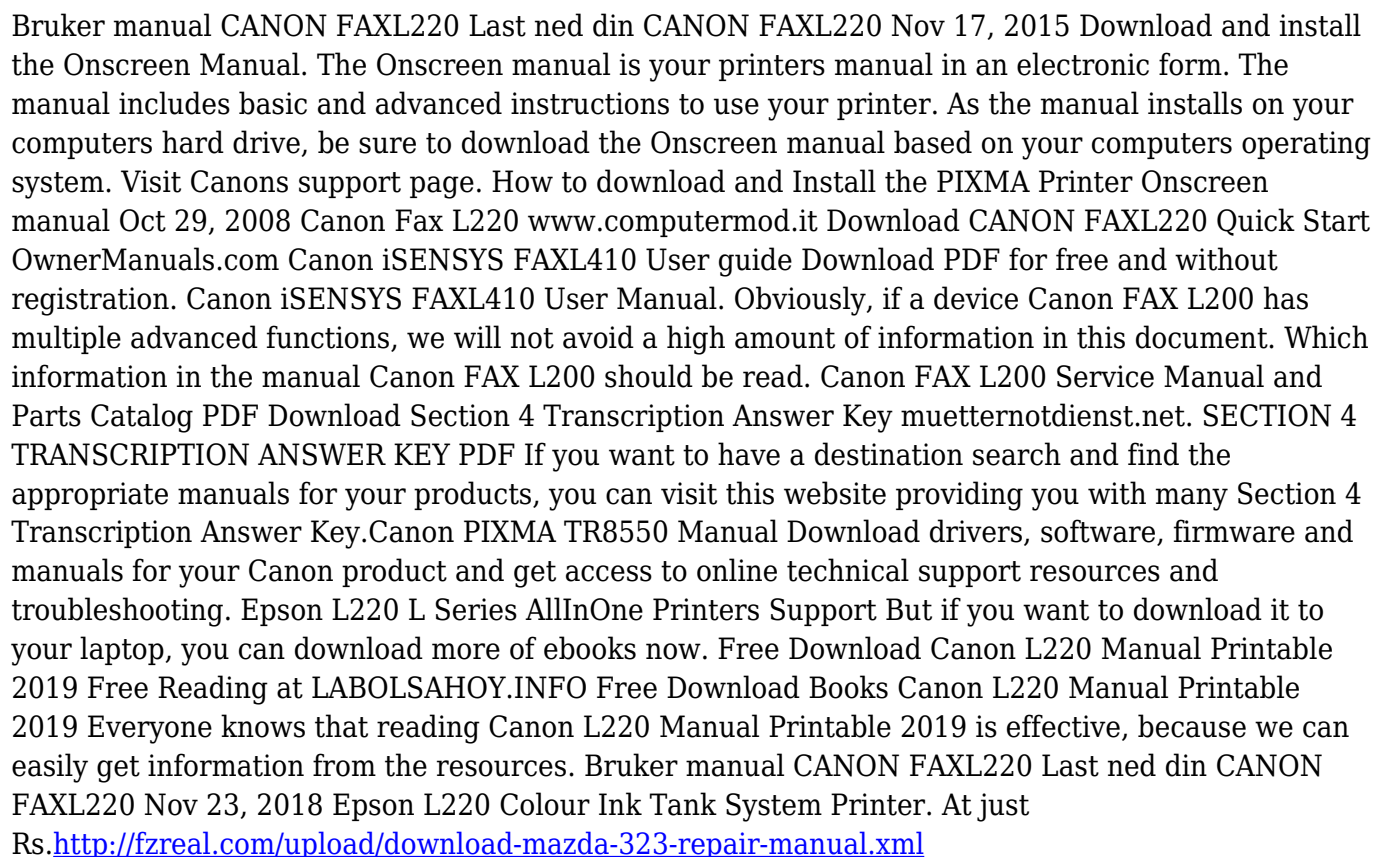 Bruker manual CANON FAXL220 Last ned din CANON FAXL220 Nov 17, 2015 Download and install
the Onscreen Manual. The Onscreen manual is your printers manual in an electronic form. The
manual includes basic and advanced instructions to use your printer. As the manual installs on your
computers hard drive, be sure to download the Onscreen manual based on your computers operating
system. Visit Canons support page. How to download and Install the PIXMA Printer Onscreen
manual Oct 29, 2008 Canon Fax L220 www.computermod.it Download CANON FAXL220 Quick Start
OwnerManuals.com Canon iSENSYS FAXL410 User guide Download PDF for free and without
registration. Canon iSENSYS FAXL410 User Manual. Obviously, if a device Canon FAX L200 has
multiple advanced functions, we will not avoid a high amount of information in this document. Which
information in the manual Canon FAX L200 should be read. Canon FAX L200 Service Manual and
Parts Catalog PDF Download Section 4 Transcription Answer Key muetternotdienst.net. SECTION 4
TRANSCRIPTION ANSWER KEY PDF If you want to have a destination search and find the
appropriate manuals for your products, you can visit this website providing you with many Section 4
Transcription Answer Key.Canon PIXMA TR8550 Manual Download drivers, software, firmware and
manuals for your Canon product and get access to online technical support resources and
troubleshooting. Epson L220 L Series AllInOne Printers Support But if you want to download it to
your laptop, you can download more of ebooks now. Free Download Canon L220 Manual Printable
2019 Free Reading at LABOLSAHOY.INFO Free Download Books Canon L220 Manual Printable
2019 Everyone knows that reading Canon L220 Manual Printable 2019 is effective, because we can
easily get information from the resources. Bruker manual CANON FAXL220 Last ned din CANON
FAXL220 Nov 23, 2018 Epson L220 Colour Ink Tank System Printer. At just
Rs.http://fzreal.com/upload/download-mazda-323-repair-manual.xml